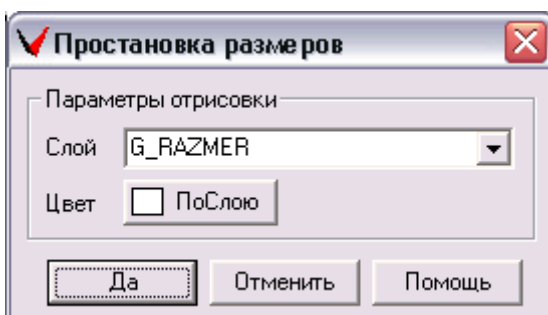 Простановка размеров
Параметры отрисовки
Слой G_RAZMER
Цвет ПоСлою
Да Отменить Помощь